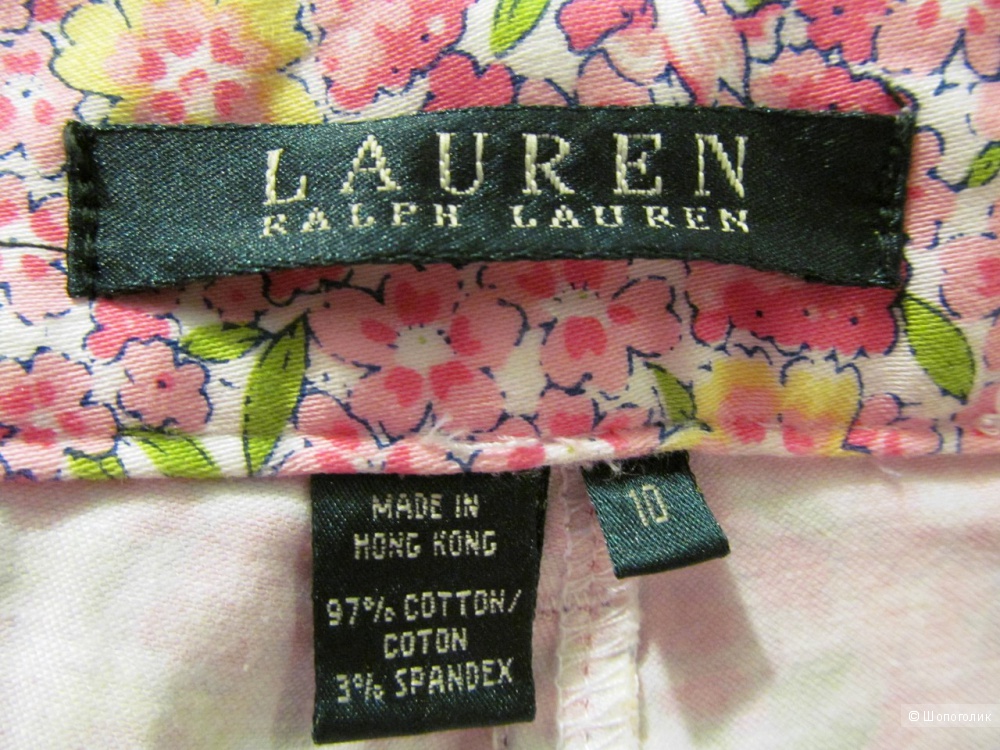 LAUREN
RALPH LAUREN
MADE IN
HONG KONG
97% COTTON/
COTON
3% SPANDEX
10
© Шопоголик